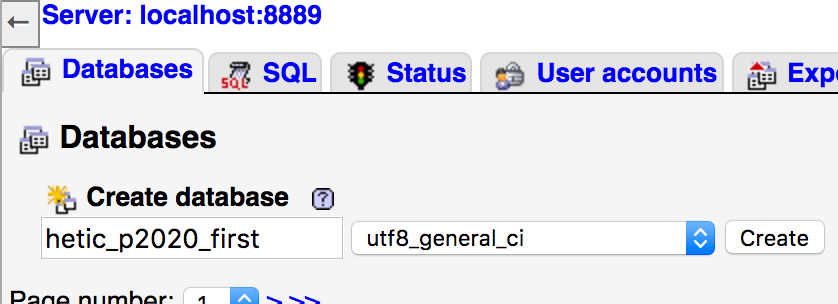 ←
Server: localhost:8889
Databases SQL Status User accounts Expo
Databases
Create database ?
hetic_p2020_first utf8_general_ci Create
Page number: 1 > >>